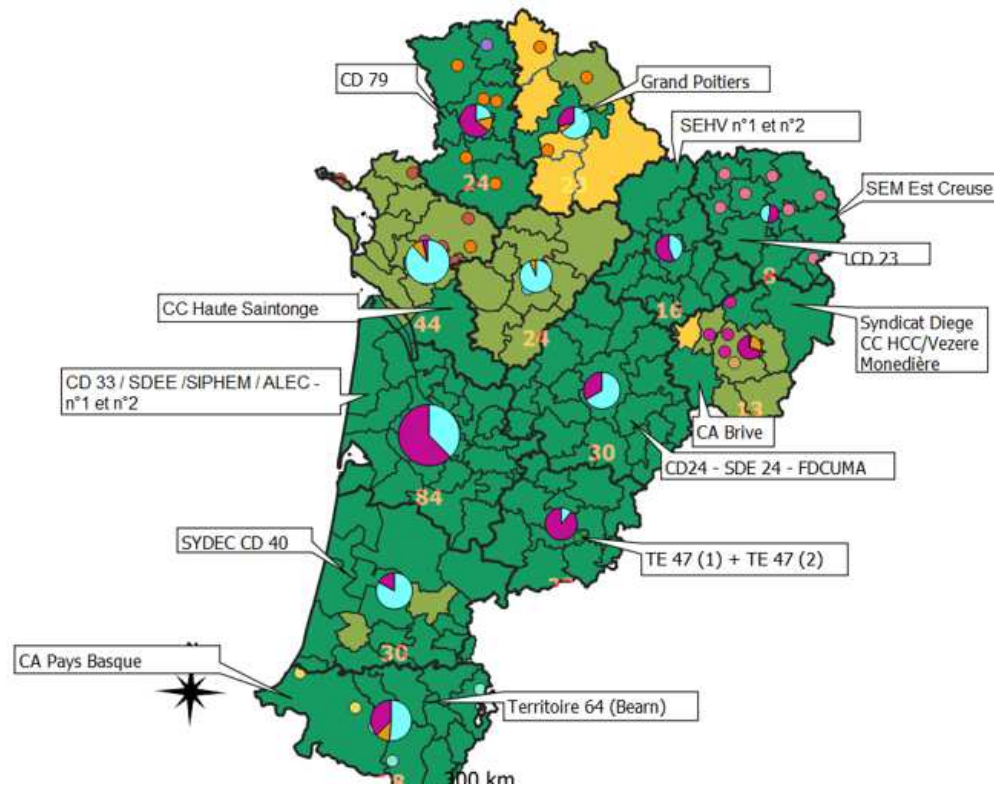 CD 79
Grand Poitiers
SEHV n°1 et n°2
24
SEM Est Creuse
CD 23
8
CC Haute Saintonge
44
24
16
Syndicat Diege
CC HCC/Vezere
Monedière
CD 33 / SDEE /SIPHEM / ALEC -
n°1 et n°2
13
CA Brive
30
CD24 - SDE 24 - FDCUMA
84
SYDEC CD 40
TE 47 (1) + TE 47 (2)
30
CA Pays Basque
Territoire 64 (Bearn)
300 km